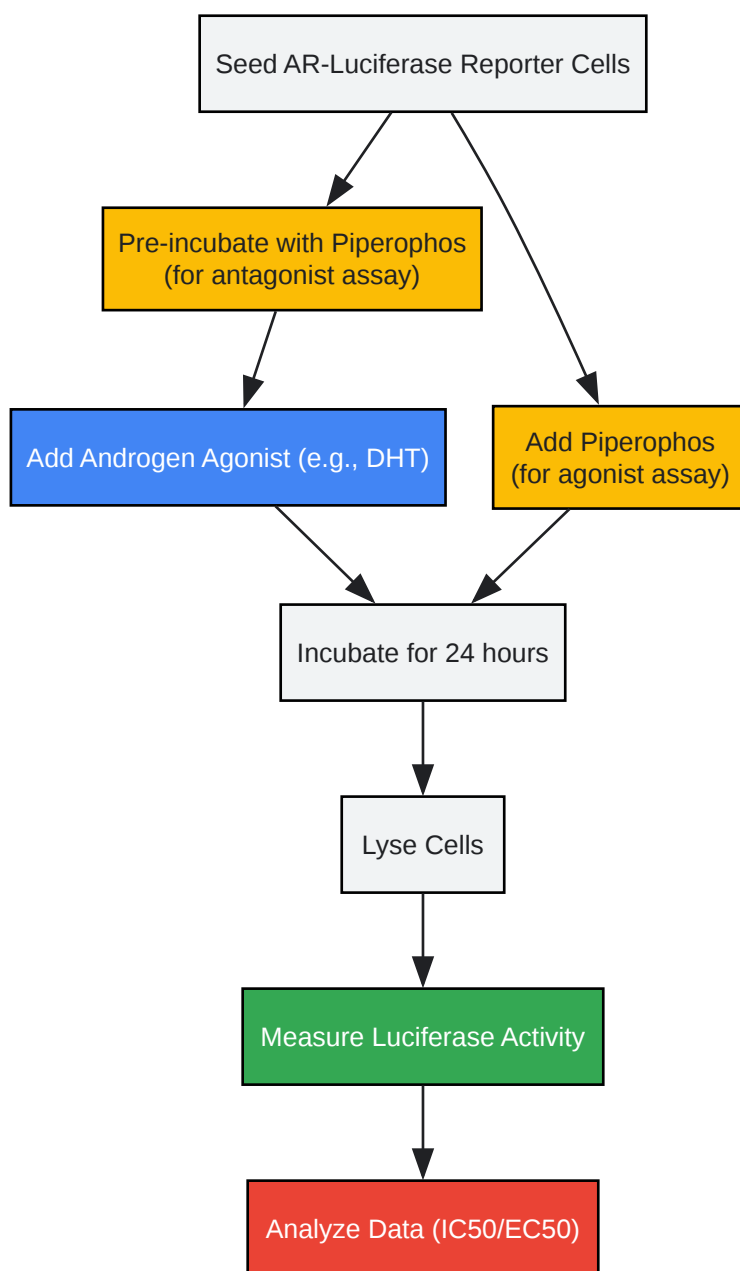 Seed AR-Luciferase Reporter Cells
Pre-incubate with Piperophos
(for antagonist assay)
Add Androgen Agonist (e.g., DHT)
Add Piperophos
(for agonist assay)
Incubate for 24 hours
Lyse Cells
Measure Luciferase Activity
Analyze Data (IC50/EC50)